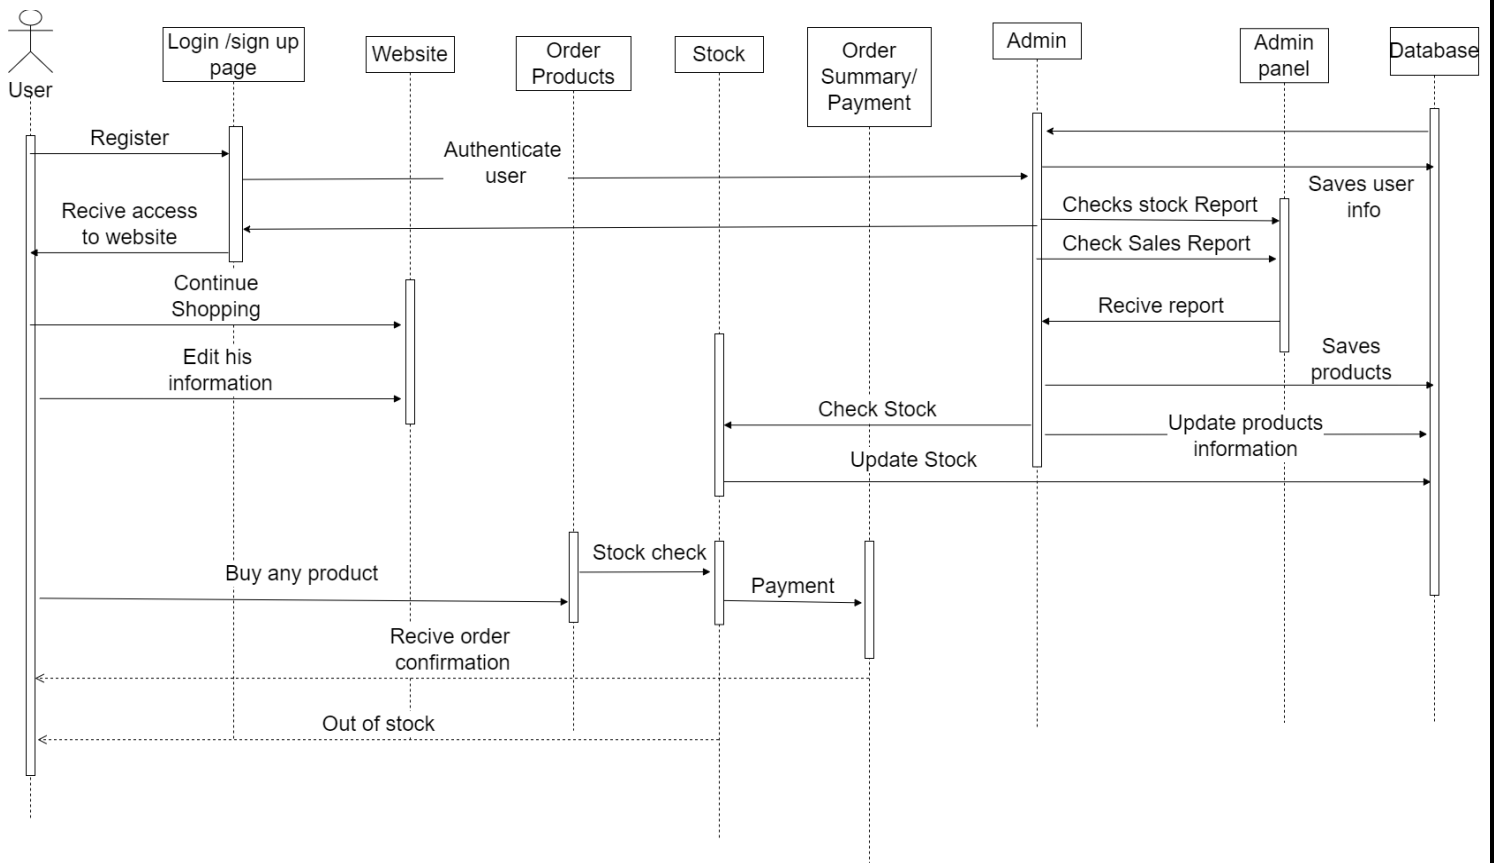 User
Login /sign up
page
Website
Order
Products
Stock
Order
Summary/
Payment
Admin
Admin
panel
Database
Register
Authenticate
user
Saves user
info
Recive access
to website
Checks stock Report
Check Sales Report
Continue
Shopping
Recive report
Edit his
information
Saves
products
Check Stock
Update products
information
Update Stock
Stock check
Buy any product
Payment
Recive order
confirmation
Out of stock